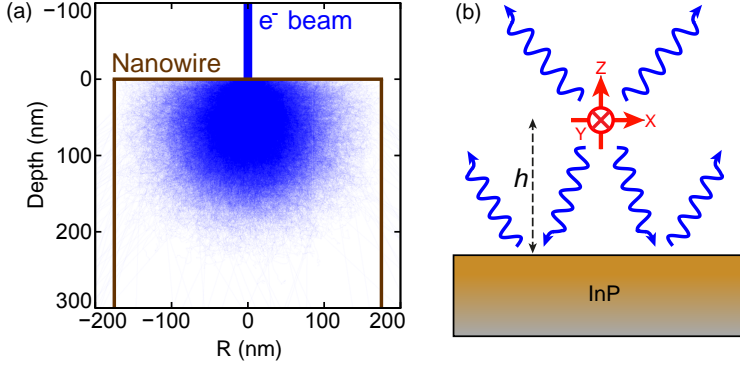 (a)
e⁻ beam
Nanowire
Depth (nm)
−100
0
100
200
300
−200
−100
0
100
200
R (nm)
(b)
Z
X
Y
h
InP